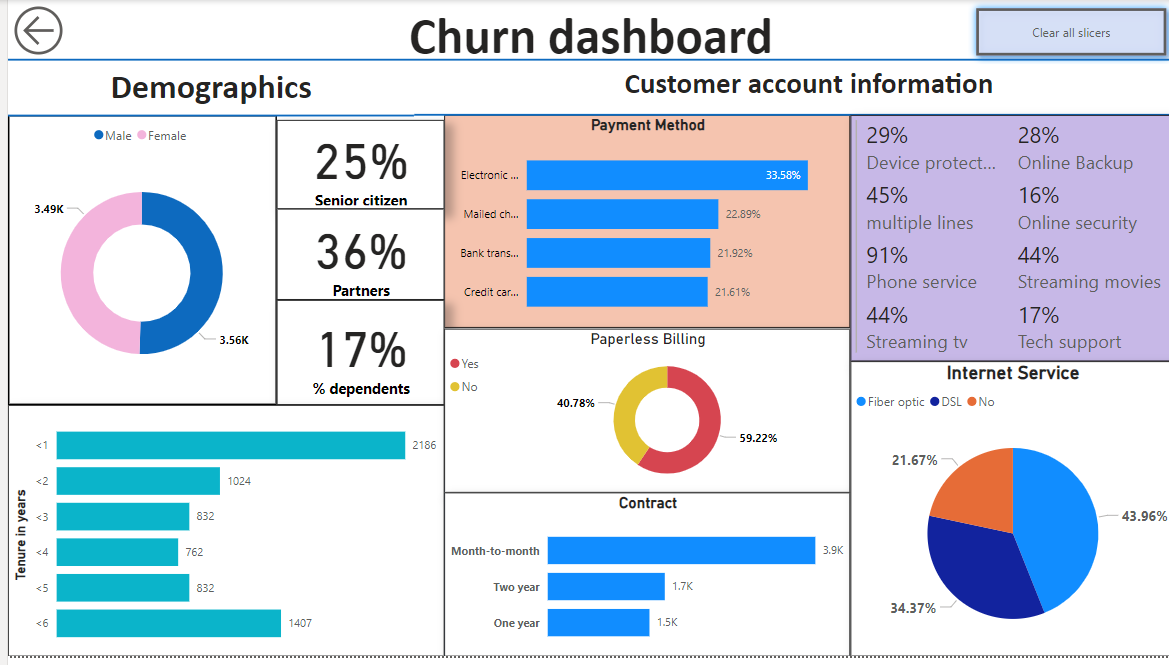 Churn dashboard
Clear all slicers
Demographics
Customer account information
Male Female
3.49K
3.56K
25%
Senior citizen
36%
Partners
17%
% dependents
Payment Method
Electronic ... 33.58%
Mailed ch... 22.89%
Bank trans... 21.92%
Credit car... 21.61%
29% 28%
Device protect... Online Backup
45% 16%
multiple lines Online security
91% 44%
Phone service Streaming movies
44% 17%
Streaming tv Tech support
Paperless Billing
Yes
No
40.78%
59.22%
Internet Service
Fiber optic DSL No
21.67%
43.96%
34.37%
Tenure in years
<1 2186
<2 1024
<3 832
<4 762
<5 832
<6 1407
Contract
Month-to-month 3.9K
Two year 1.7K
One year 1.5K